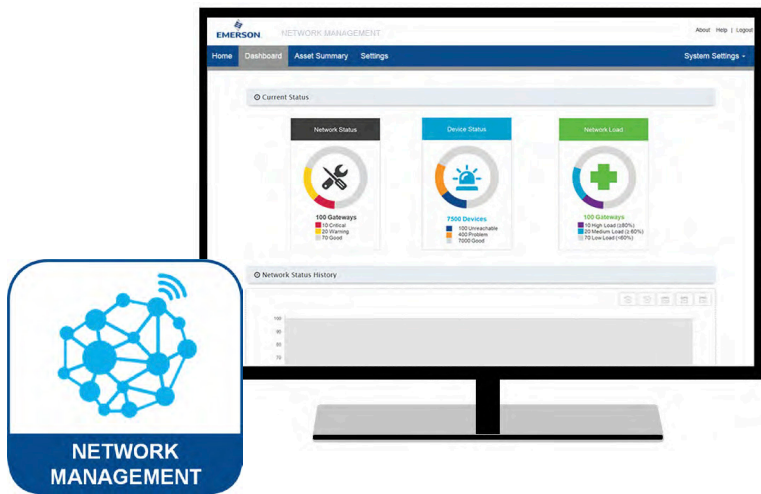 EMERSON
NETWORK MANAGEMENT
About Help | Logout
Home Dashboard Asset Summary Settings System Settings
Current Status
Network Status
Device Status
Network Load
100 Gateways
10 Critical
20 Warning
70 Good
7500 Devices
100 Unreachable
400 Problem
7000 Good
100 Gateways
10 High Load (≥80%)
20 Medium Load (≥ 60%)
70 Low Load (<60%)
Network Status History
100
90
80
70
NETWORK
MANAGEMENT